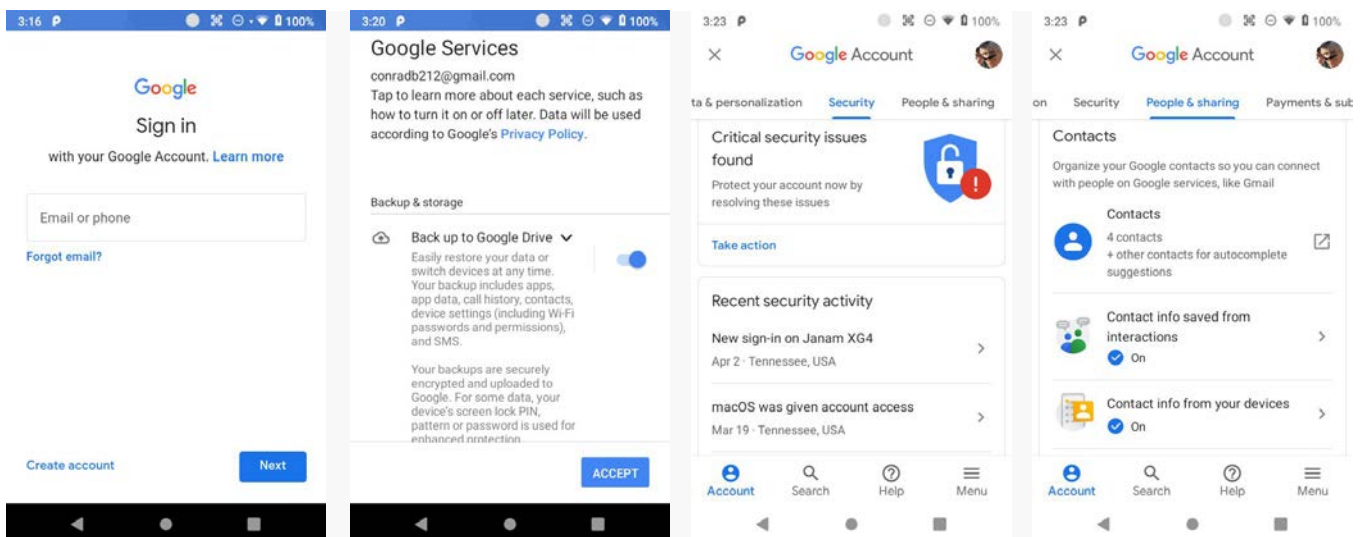 3:16 P 100%
Google
Sign in
with your Google Account. Learn more
Email or phone
Forgot email?
Create account
Next
3:20 P 100%
Google Services
conradb212@gmail.com
Tap to learn more about each service, such as
how to turn it on or off later. Data will be used
according to Google's Privacy Policy.
Backup & storage
Back up to Google Drive
Easily restore your data or
switch devices at any time.
Your backup includes apps,
app data, call history, contacts,
device settings (including Wi-Fi
passwords and permissions),
and SMS.
Your backups are securely
encrypted and uploaded to
Google. For some data, your
device's screen lock PIN,
pattern or password is used for
enhanced protection
ACCEPT
3:23 P 100%
Google Account
ta & personalization Security People & sharing
Critical security issues
found
Protect your account now by
resolving these issues
Take action
Recent security activity
New sign-in on Janam XG4
Apr 2 · Tennessee, USA
macOS was given account access
Mar 19 · Tennessee, USA
Account Search Help Menu
3:23 P 100%
Google Account
on Security People & sharing Payments & sub
Contacts
Organize your Google contacts so you can connect
with people on Google services, like Gmail
Contacts
4 contacts
+ other contacts for autocomplete
suggestions
Contact info saved from
interactions
On
Contact info from your devices
On
Account Search Help Menu